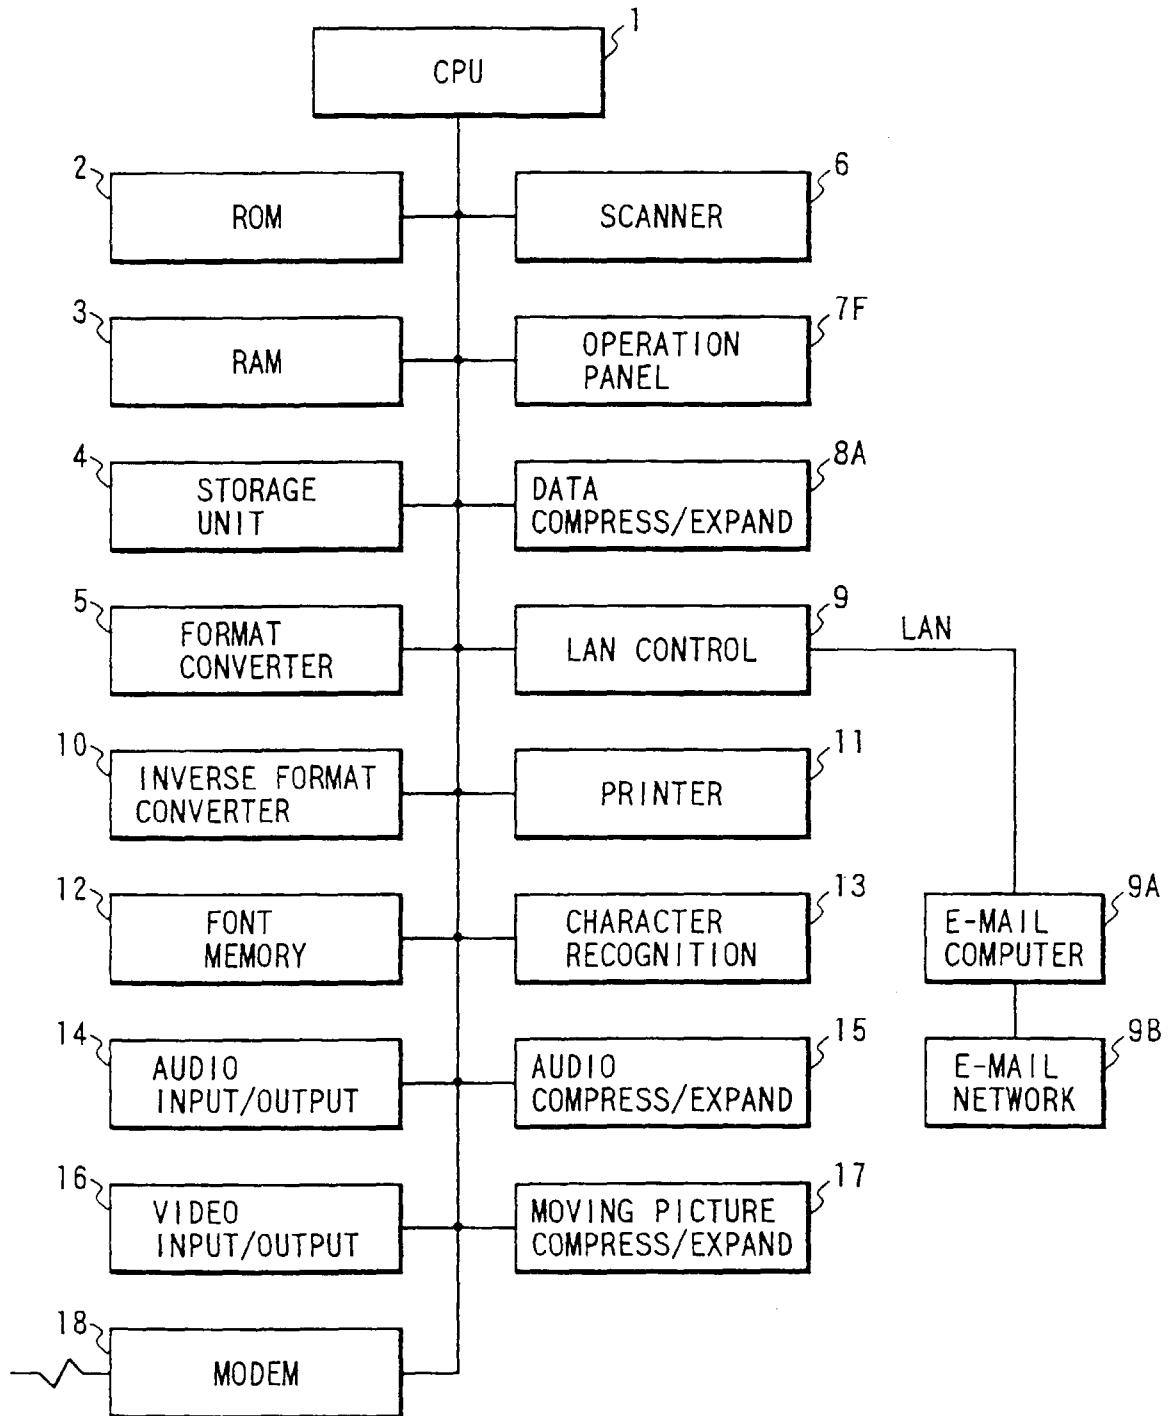 1
CPU
2
ROM
6
SCANNER
3
RAM
7F
OPERATION
PANEL
4
STORAGE
UNIT
8A
DATA
COMPRESS/EXPAND
5
FORMAT
CONVERTER
9
LAN CONTROL
LAN
10
INVERSE FORMAT
CONVERTER
11
PRINTER
12
FONT
MEMORY
13
CHARACTER
RECOGNITION
9A
E-MAIL
COMPUTER
14
AUDIO
INPUT/OUTPUT
15
AUDIO
COMPRESS/EXPAND
9B
E-MAIL
NETWORK
16
VIDEO
INPUT/OUTPUT
17
MOVING PICTURE
COMPRESS/EXPAND
18
MODEM